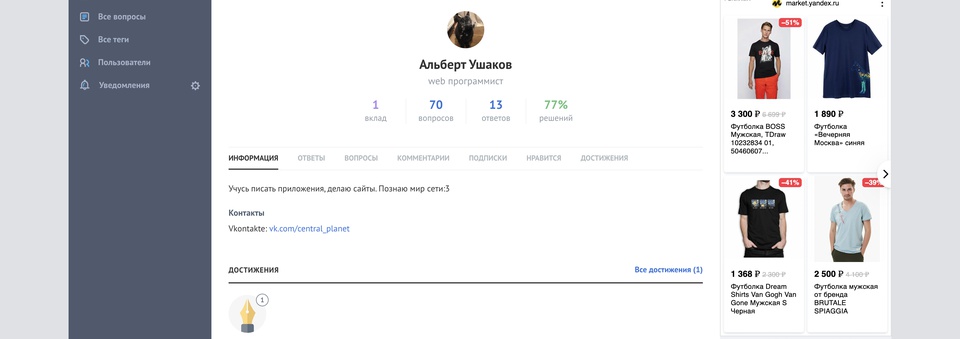 Все вопросы
Все теги
Пользователи
Уведомления
Альберт Ушаков
web программист
1
вклад
70
вопросов
13
ответов
77%
решений
ИНФОРМАЦИЯ ОТВЕТЫ ВОПРОСЫ КОММЕНТАРИИ ПОДПИСКИ НРАВИТСЯ ДОСТИЖЕНИЯ
Учусь писать приложения, делаю сайты. Познаю мир сети:3
Контакты
Vkontakte: vk.com/central_planet
ДОСТИЖЕНИЯ
Все достижения (1)
1
market.yandex.ru
–51%
3 300 ₽
Футболка BOSS
Мужская, TDraw
10232834 01,
50460607...
1 890 ₽
Футболка
«Вечерняя
Москва» синяя
–41%
1 368 ₽ 2 300 ₽
Футболка Dream
Shirts Van Gogh Van
Gone Мужская S
Черная
–39%
2 500 ₽ 4 100 ₽
Футболка мужская
от бренда
BRUTALE
SPIAGGIA